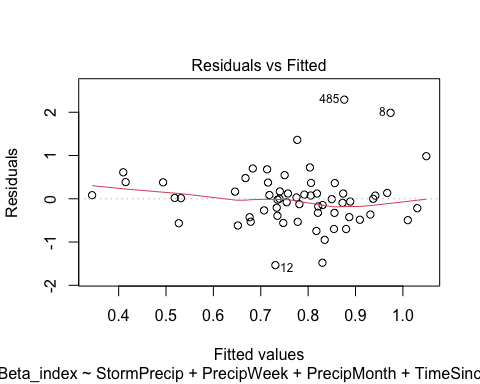 Residuals vs Fitted
Residuals
2
1
0
-1
-2
485
8
12
0.4 0.5 0.6 0.7 0.8 0.9 1.0
Fitted values
Beta_index ~ StormPrecip + PrecipWeek + PrecipMonth + TimeSinc